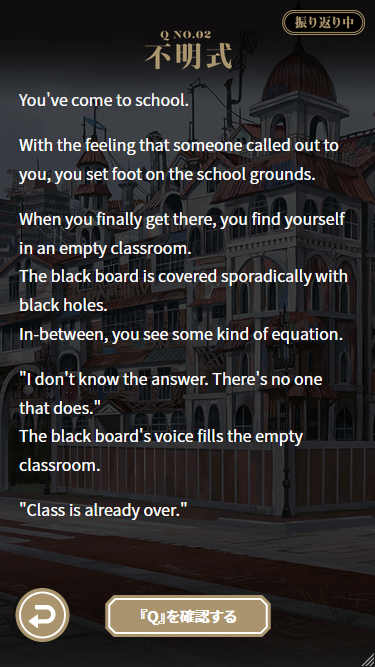 Q NO.02
振り返り中
不明式
You've come to school.
With the feeling that someone called out to
you, you set foot on the school grounds.
When you finally get there, you find yourself
in an empty classroom.
The black board is covered sporadically with
black holes.
In-between, you see some kind of equation.
"I don't know the answer. There's no one
that does."
The black board's voice fills the empty
classroom.
"Class is already over."
『Q』を確認する